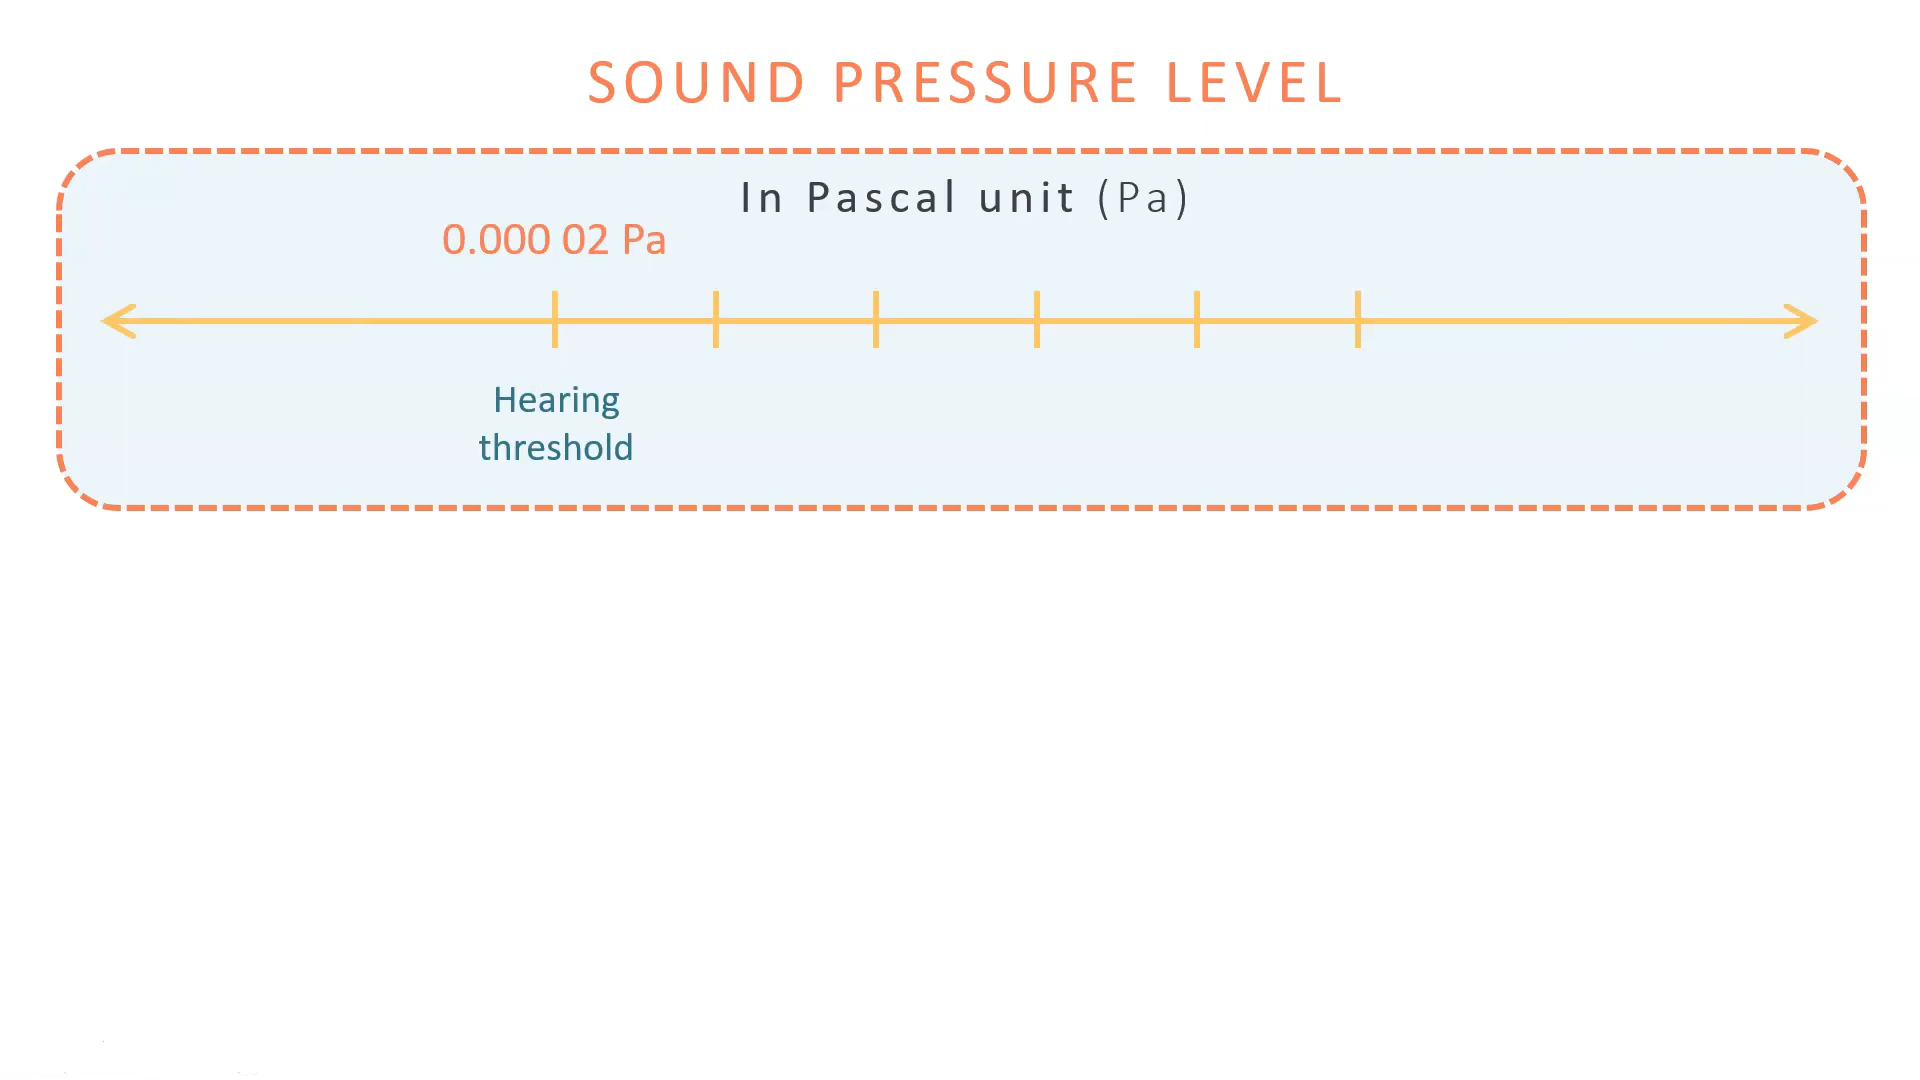 SOUND PRESSURE LEVEL
In Pascal unit (Pa)
0.000 02 Pa
Hearing
threshold